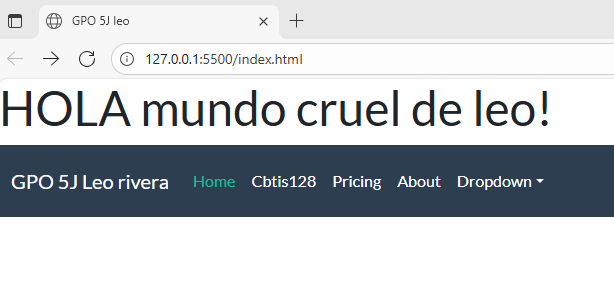 GPO 5J leo
127.0.0.1:5500/index.html
HOLA mundo cruel de leo!
GPO 5J Leo rivera Home Cbtis128 Pricing About Dropdown